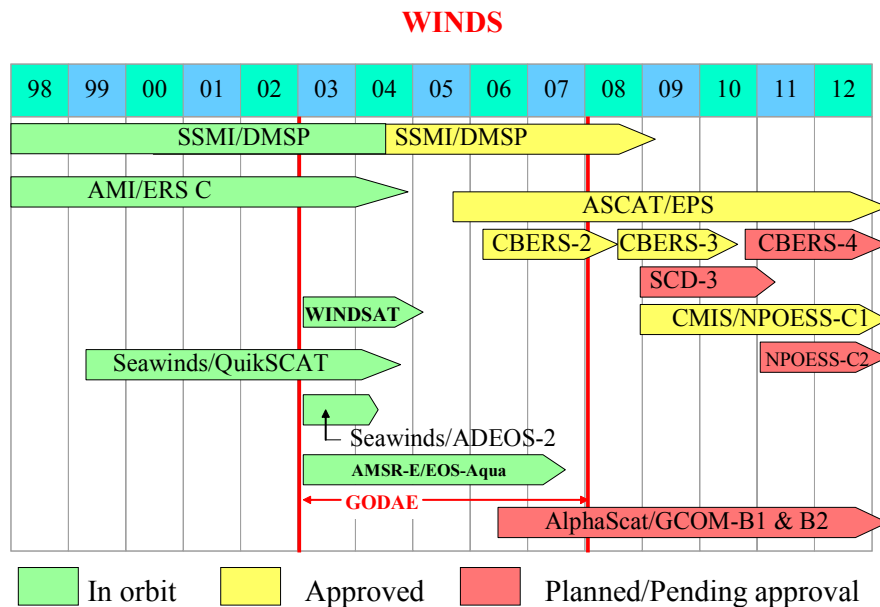 WINDS
98 99 00 01 02 03 04 05 06 07 08 09 10 11 12
SSMI/DMSP SSMI/DMSP
AMI/ERS C
ASCAT/EPS
CBERS-2 CBERS-3 CBERS-4
SCD-3
WINDSAT
CMIS/NPOESS-C1
Seawinds/QuikSCAT
NPOESS-C2
Seawinds/ADEOS-2
AMSR-E/EOS-Aqua
GODAE
AlphaScat/GCOM-B1 & B2
In orbit Approved Planned/Pending approval